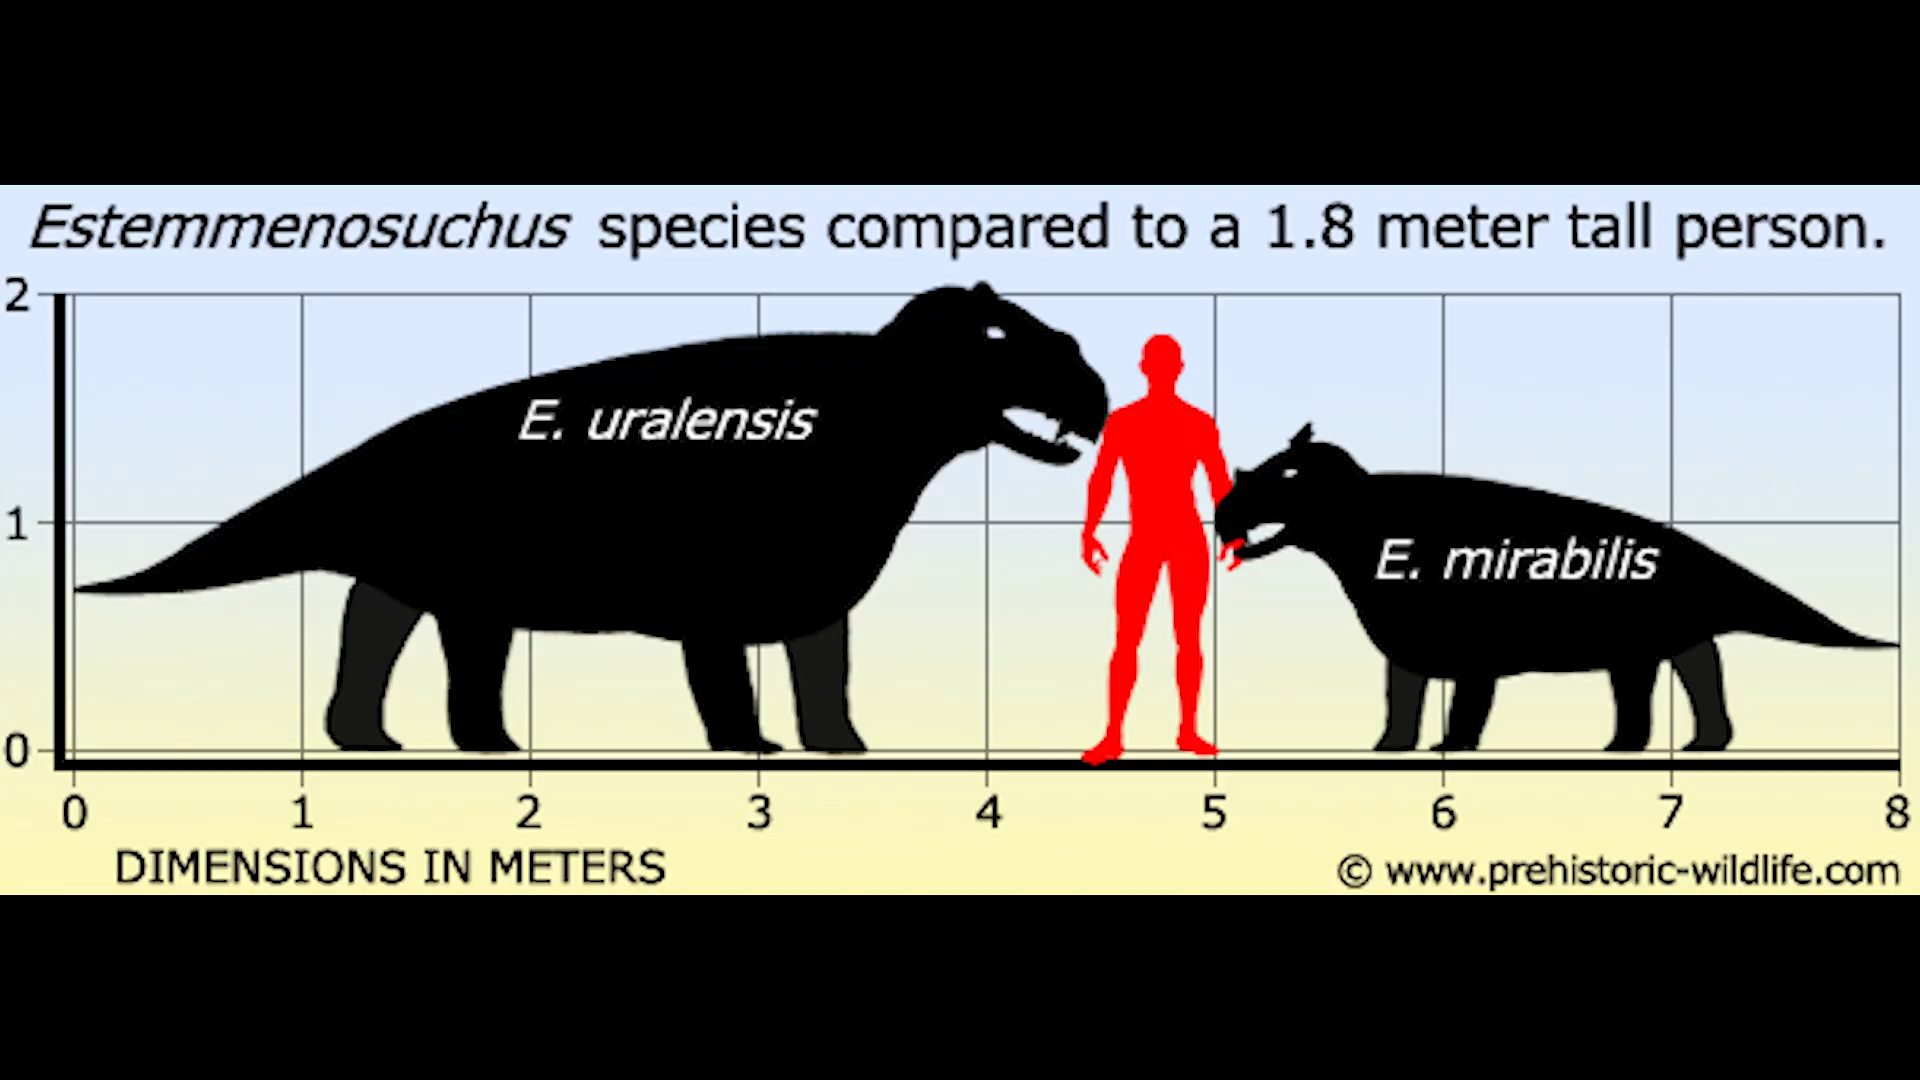 Estemmenosuchus species compared to a 1.8 meter tall person.
2
E. uralensis
1
E. mirabilis
0
0 1 2 3 4 5 6 7 8
DIMENSIONS IN METERS
© www.prehistoric-wildlife.com